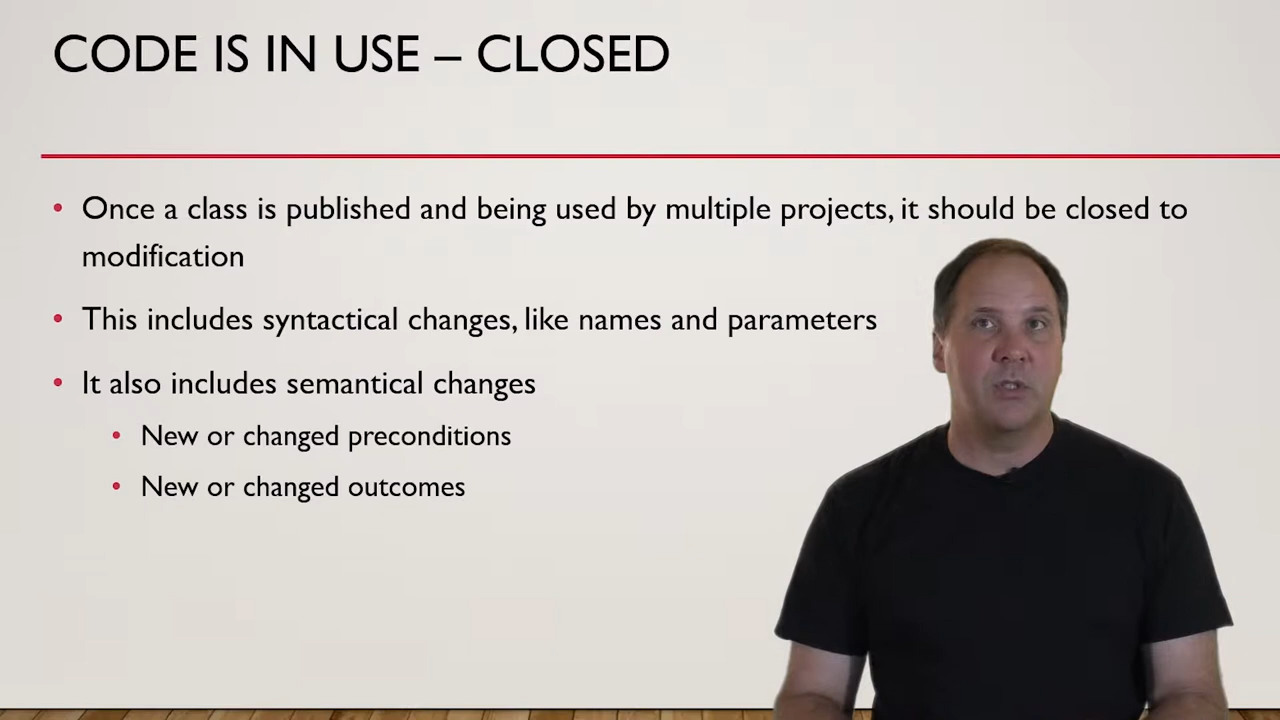 CODE IS IN USE – CLOSED
• Once a class is published and being used by multiple projects, it should be closed to
modification
• This includes syntactical changes, like names and parameters
• It also includes semantical changes
• New or changed preconditions
• New or changed outcomes